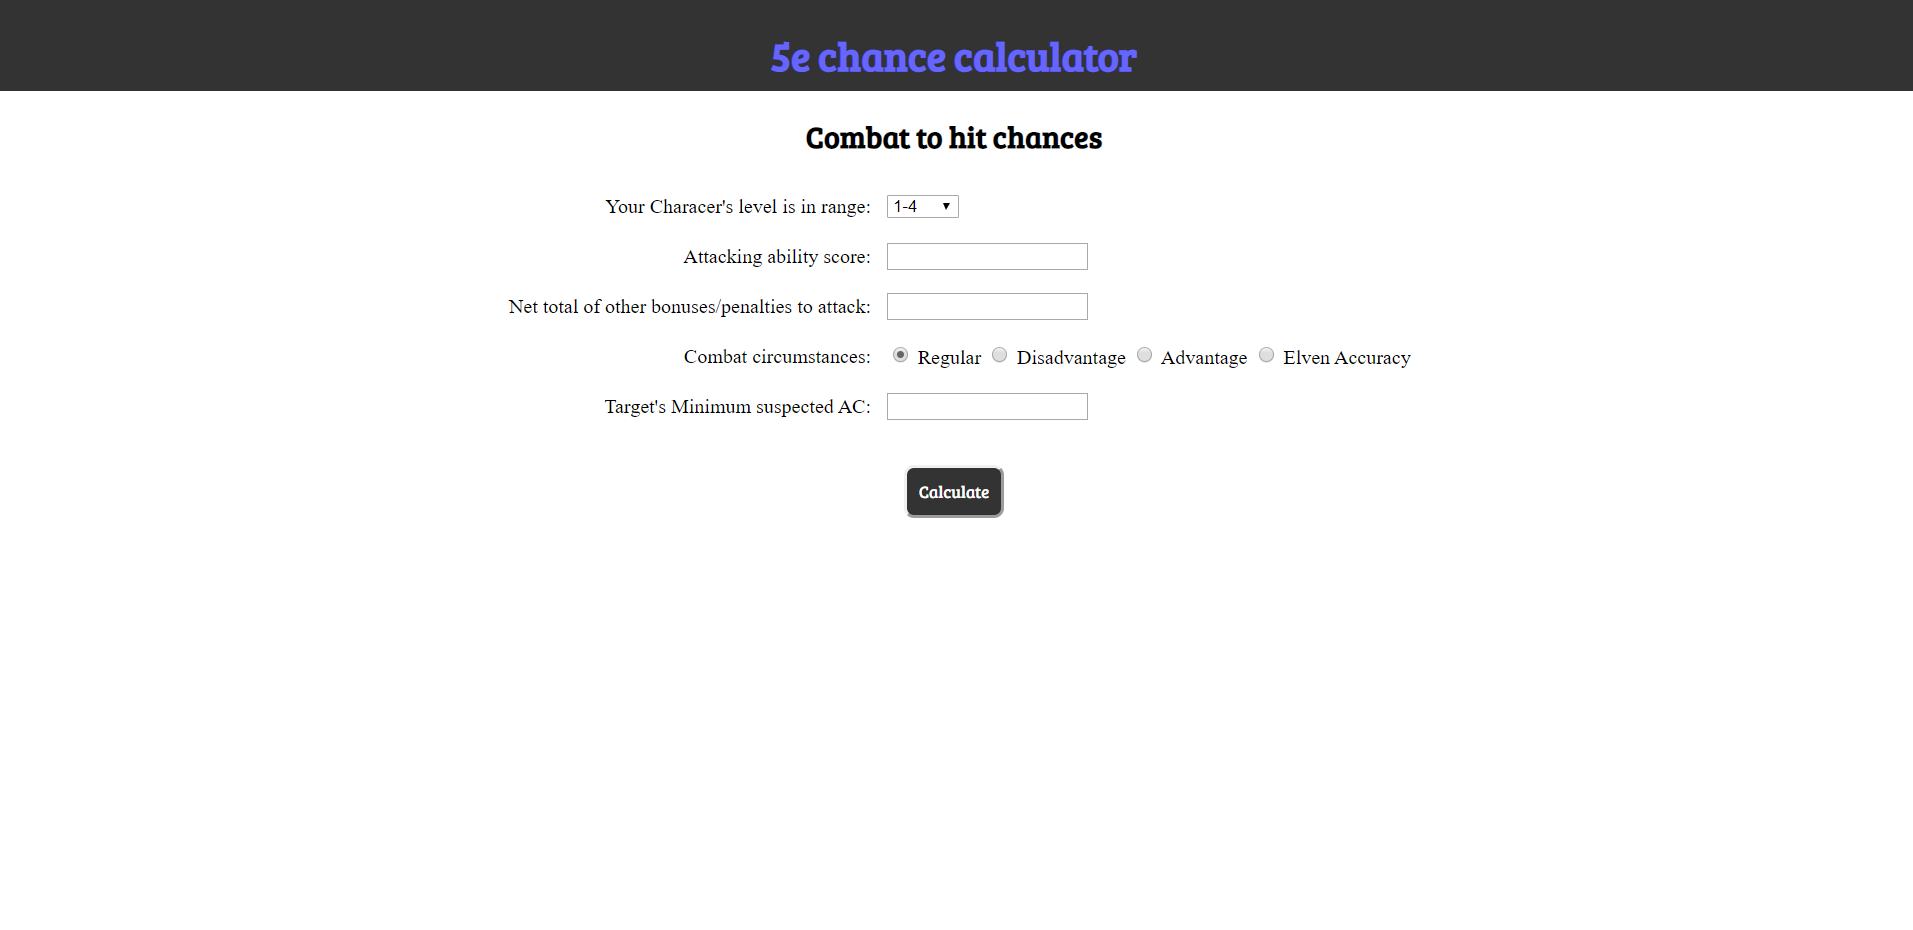 5e chance calculator
Combat to hit chances
Your Characer's level is in range: 1-4
Attacking ability score:
Net total of other bonuses/penalties to attack:
Combat circumstances: Regular Disadvantage Advantage Elven Accuracy
Target's Minimum suspected AC:
Calculate